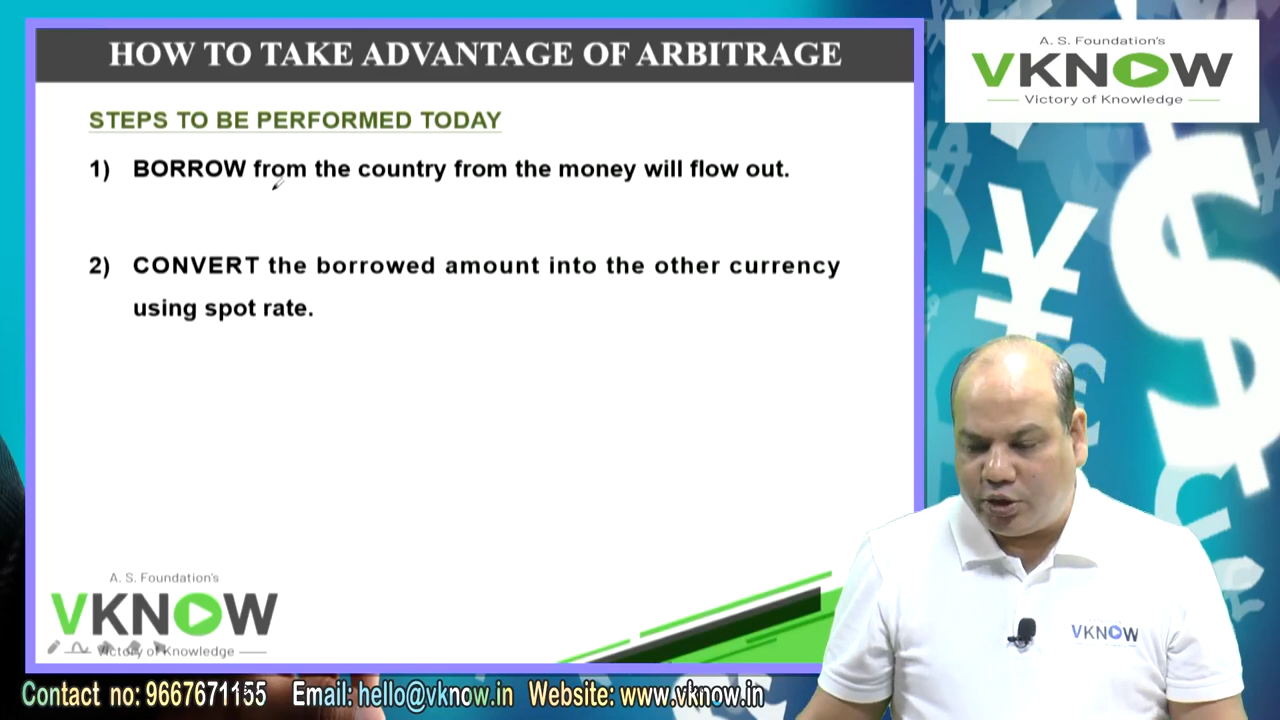 HOW TO TAKE ADVANTAGE OF ARBITRAGE
STEPS TO BE PERFORMED TODAY
1) BORROW from the country from the money will flow out.
2) CONVERT the borrowed amount into the other currency
using spot rate.
A. S. Foundation's
VKNOW
Victory of Knowledge
A. S. Foundation's
VKNOW
Victory of Knowledge
VKNOW
Contact no: 9667671155 Email: hello@vknow.in Website: www.vknow.in